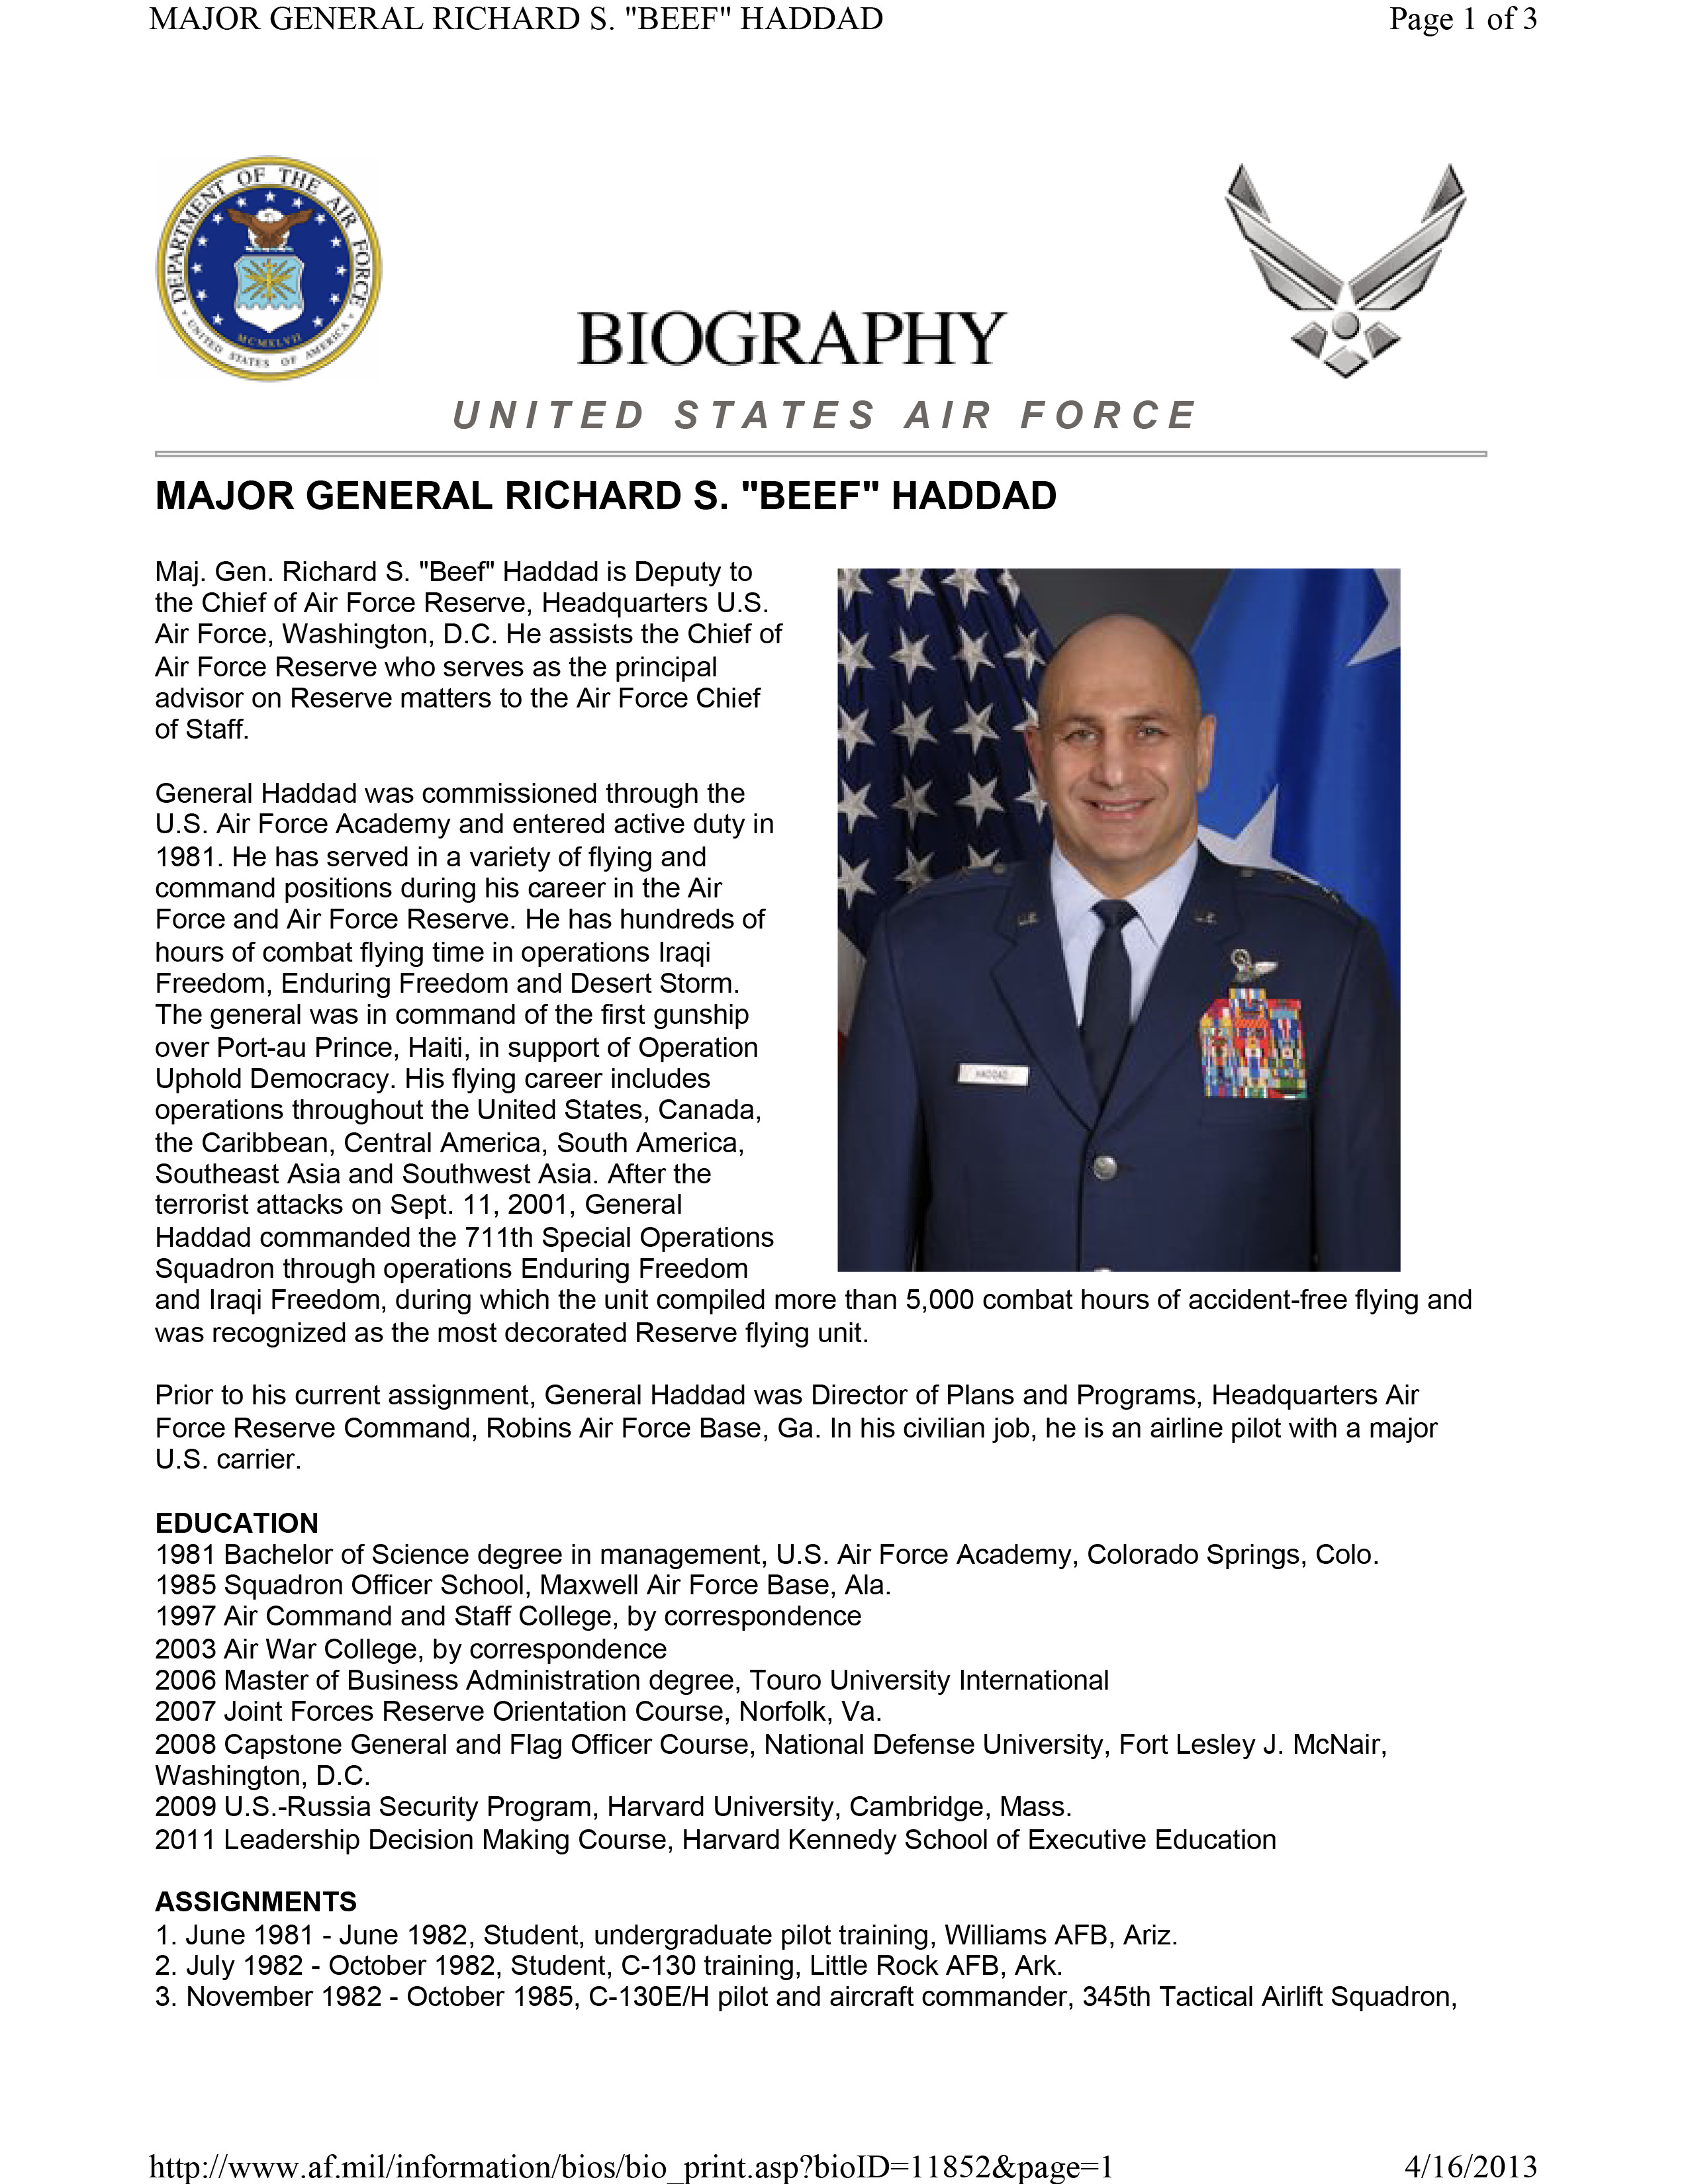 MAJOR GENERAL RICHARD S. "BEEF" HADDAD
Page 1 of 3
DEPARTMENT OF THE AIR FORCE
MCMXLVII
UNITED STATES OF AMERICA
BIOGRAPHY
UNITED STATES AIR FORCE
MAJOR GENERAL RICHARD S. "BEEF" HADDAD
Maj. Gen. Richard S. "Beef" Haddad is Deputy to
the Chief of Air Force Reserve, Headquarters U.S.
Air Force, Washington, D.C. He assists the Chief of
Air Force Reserve who serves as the principal
advisor on Reserve matters to the Air Force Chief
of Staff.
General Haddad was commissioned through the
U.S. Air Force Academy and entered active duty in
1981. He has served in a variety of flying and
command positions during his career in the Air
Force and Air Force Reserve. He has hundreds of
hours of combat flying time in operations Iraqi
Freedom, Enduring Freedom and Desert Storm.
The general was in command of the first gunship
over Port-au Prince, Haiti, in support of Operation
Uphold Democracy. His flying career includes
operations throughout the United States, Canada,
the Caribbean, Central America, South America,
Southeast Asia and Southwest Asia. After the
terrorist attacks on Sept. 11, 2001, General
Haddad commanded the 711th Special Operations
Squadron through operations Enduring Freedom
and Iraqi Freedom, during which the unit compiled more than 5,000 combat hours of accident-free flying and
was recognized as the most decorated Reserve flying unit.
HADDAD
Prior to his current assignment, General Haddad was Director of Plans and Programs, Headquarters Air
Force Reserve Command, Robins Air Force Base, Ga. In his civilian job, he is an airline pilot with a major
U.S. carrier.
EDUCATION
1981 Bachelor of Science degree in management, U.S. Air Force Academy, Colorado Springs, Colo.
1985 Squadron Officer School, Maxwell Air Force Base, Ala.
1997 Air Command and Staff College, by correspondence
2003 Air War College, by correspondence
2006 Master of Business Administration degree, Touro University International
2007 Joint Forces Reserve Orientation Course, Norfolk, Va.
2008 Capstone General and Flag Officer Course, National Defense University, Fort Lesley J. McNair,
Washington, D.C.
2009 U.S.-Russia Security Program, Harvard University, Cambridge, Mass.
2011 Leadership Decision Making Course, Harvard Kennedy School of Executive Education
ASSIGNMENTS
1. June 1981 - June 1982, Student, undergraduate pilot training, Williams AFB, Ariz.
2. July 1982 - October 1982, Student, C-130 training, Little Rock AFB, Ark.
3. November 1982 - October 1985, C-130E/H pilot and aircraft commander, 345th Tactical Airlift Squadron,
http://www.af.mil/information/bios/bio_print.asp?bioID=11852&page=1
4/16/2013